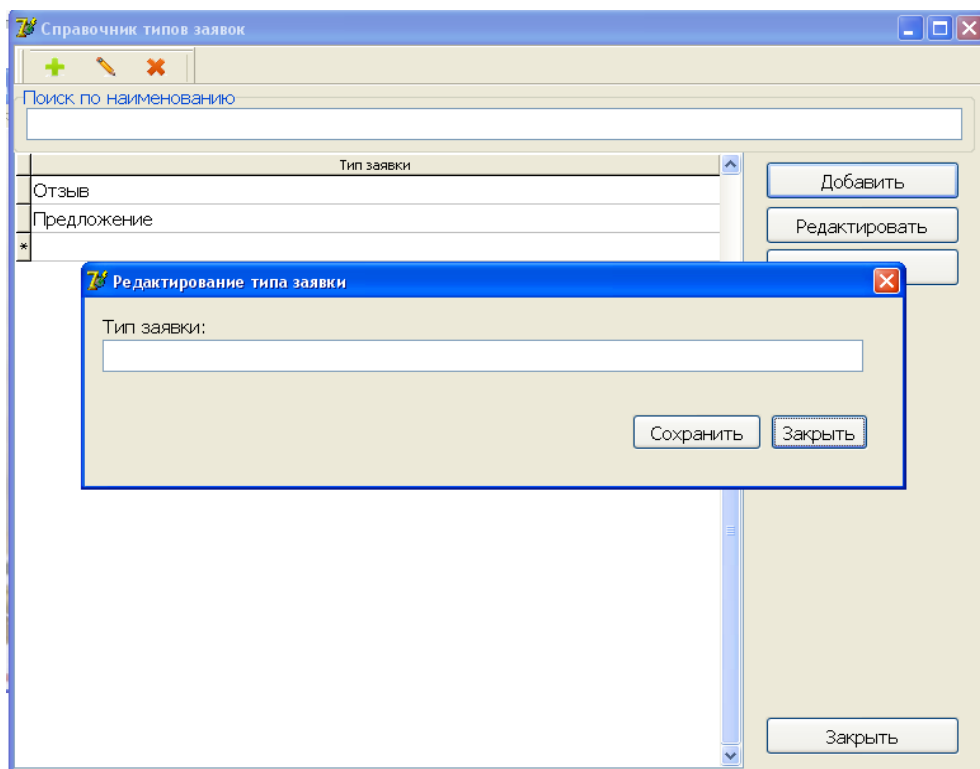 Справочник типов заявок
Поиск по наименованию
Тип заявки
Отзыв
Предложение
*
Добавить
Редактировать
Редактирование типа заявки
Тип заявки:
Сохранить
Закрыть
Закрыть